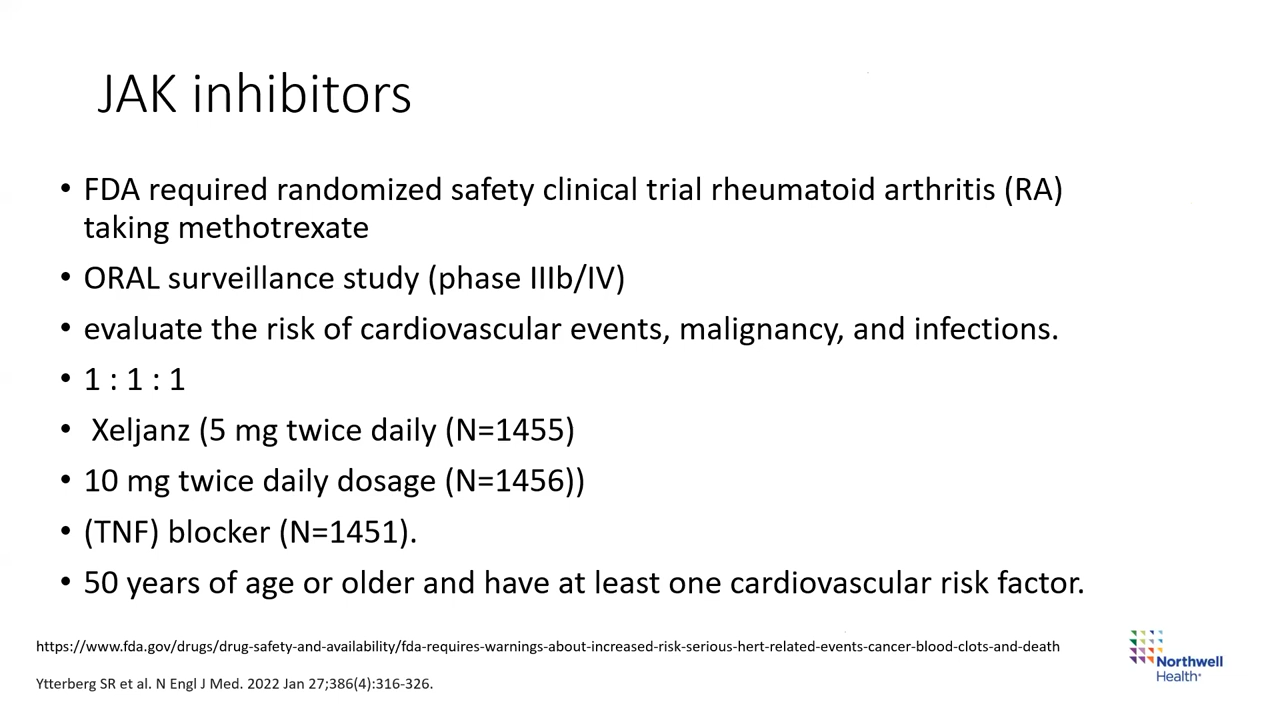 JAK inhibitors
• FDA required randomized safety clinical trial rheumatoid arthritis (RA)
taking methotrexate
• ORAL surveillance study (phase IIIb/IV)
• evaluate the risk of cardiovascular events, malignancy, and infections.
• 1 : 1 : 1
• Xeljanz (5 mg twice daily (N=1455)
• 10 mg twice daily dosage (N=1456))
• (TNF) blocker (N=1451).
• 50 years of age or older and have at least one cardiovascular risk factor.
https://www.fda.gov/drugs/drug-safety-and-availability/fda-requires-warnings-about-increased-risk-serious-hert-related-events-cancer-blood-clots-and-death
Ytterberg SR et al. N Engl J Med. 2022 Jan 27;386(4):316-326.
Northwell
Health